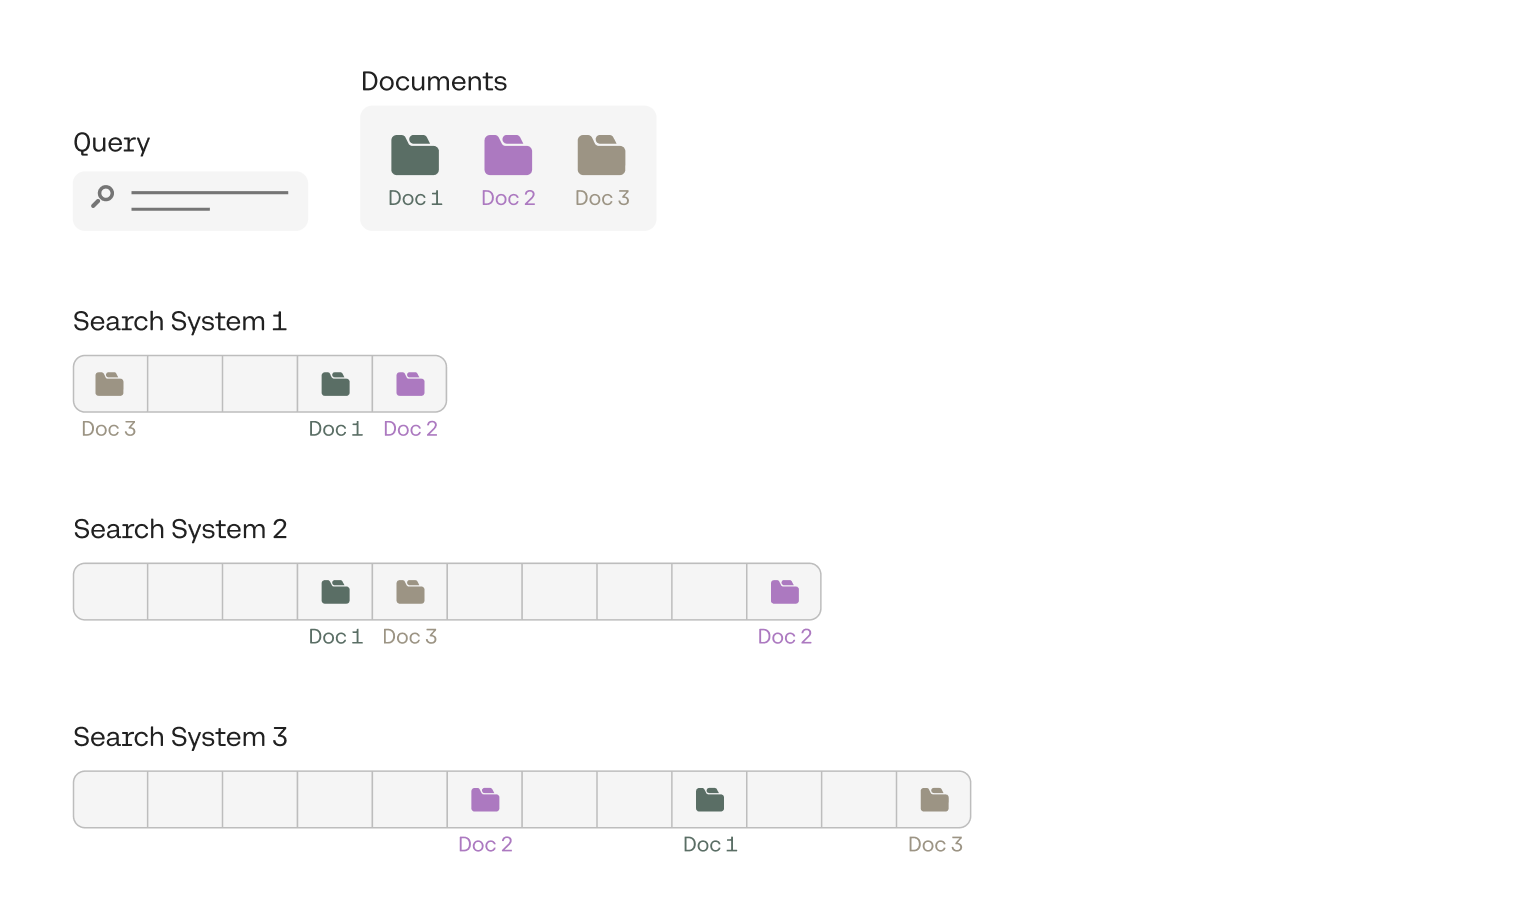 Documents
Query
Doc 1 Doc 2 Doc 3
Search System 1
Doc 3 Doc 1 Doc 2
Search System 2
Doc 1 Doc 3 Doc 2
Search System 3
Doc 2 Doc 1 Doc 3